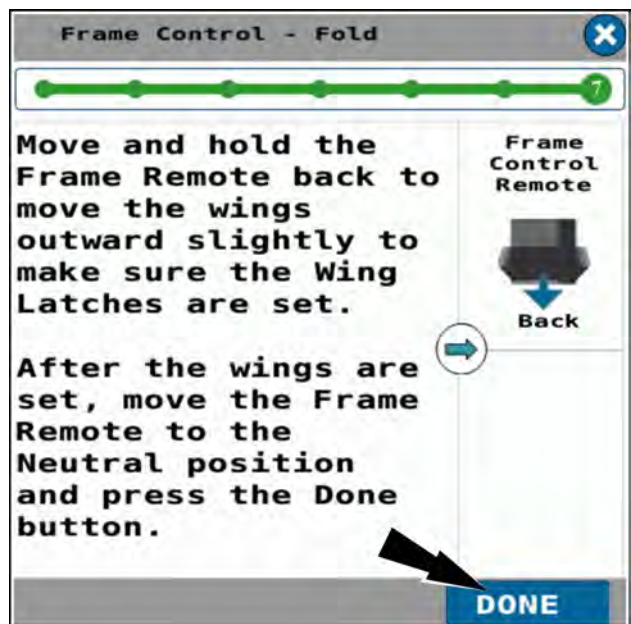 Frame Control - Fold
7
Move and hold the
Frame Remote back to
move the wings
outward slightly to
make sure the Wing
Latches are set.
After the wings are
set, move the Frame
Remote to the
Neutral position
and press the Done
button.
Frame
Control
Remote
Back
DONE